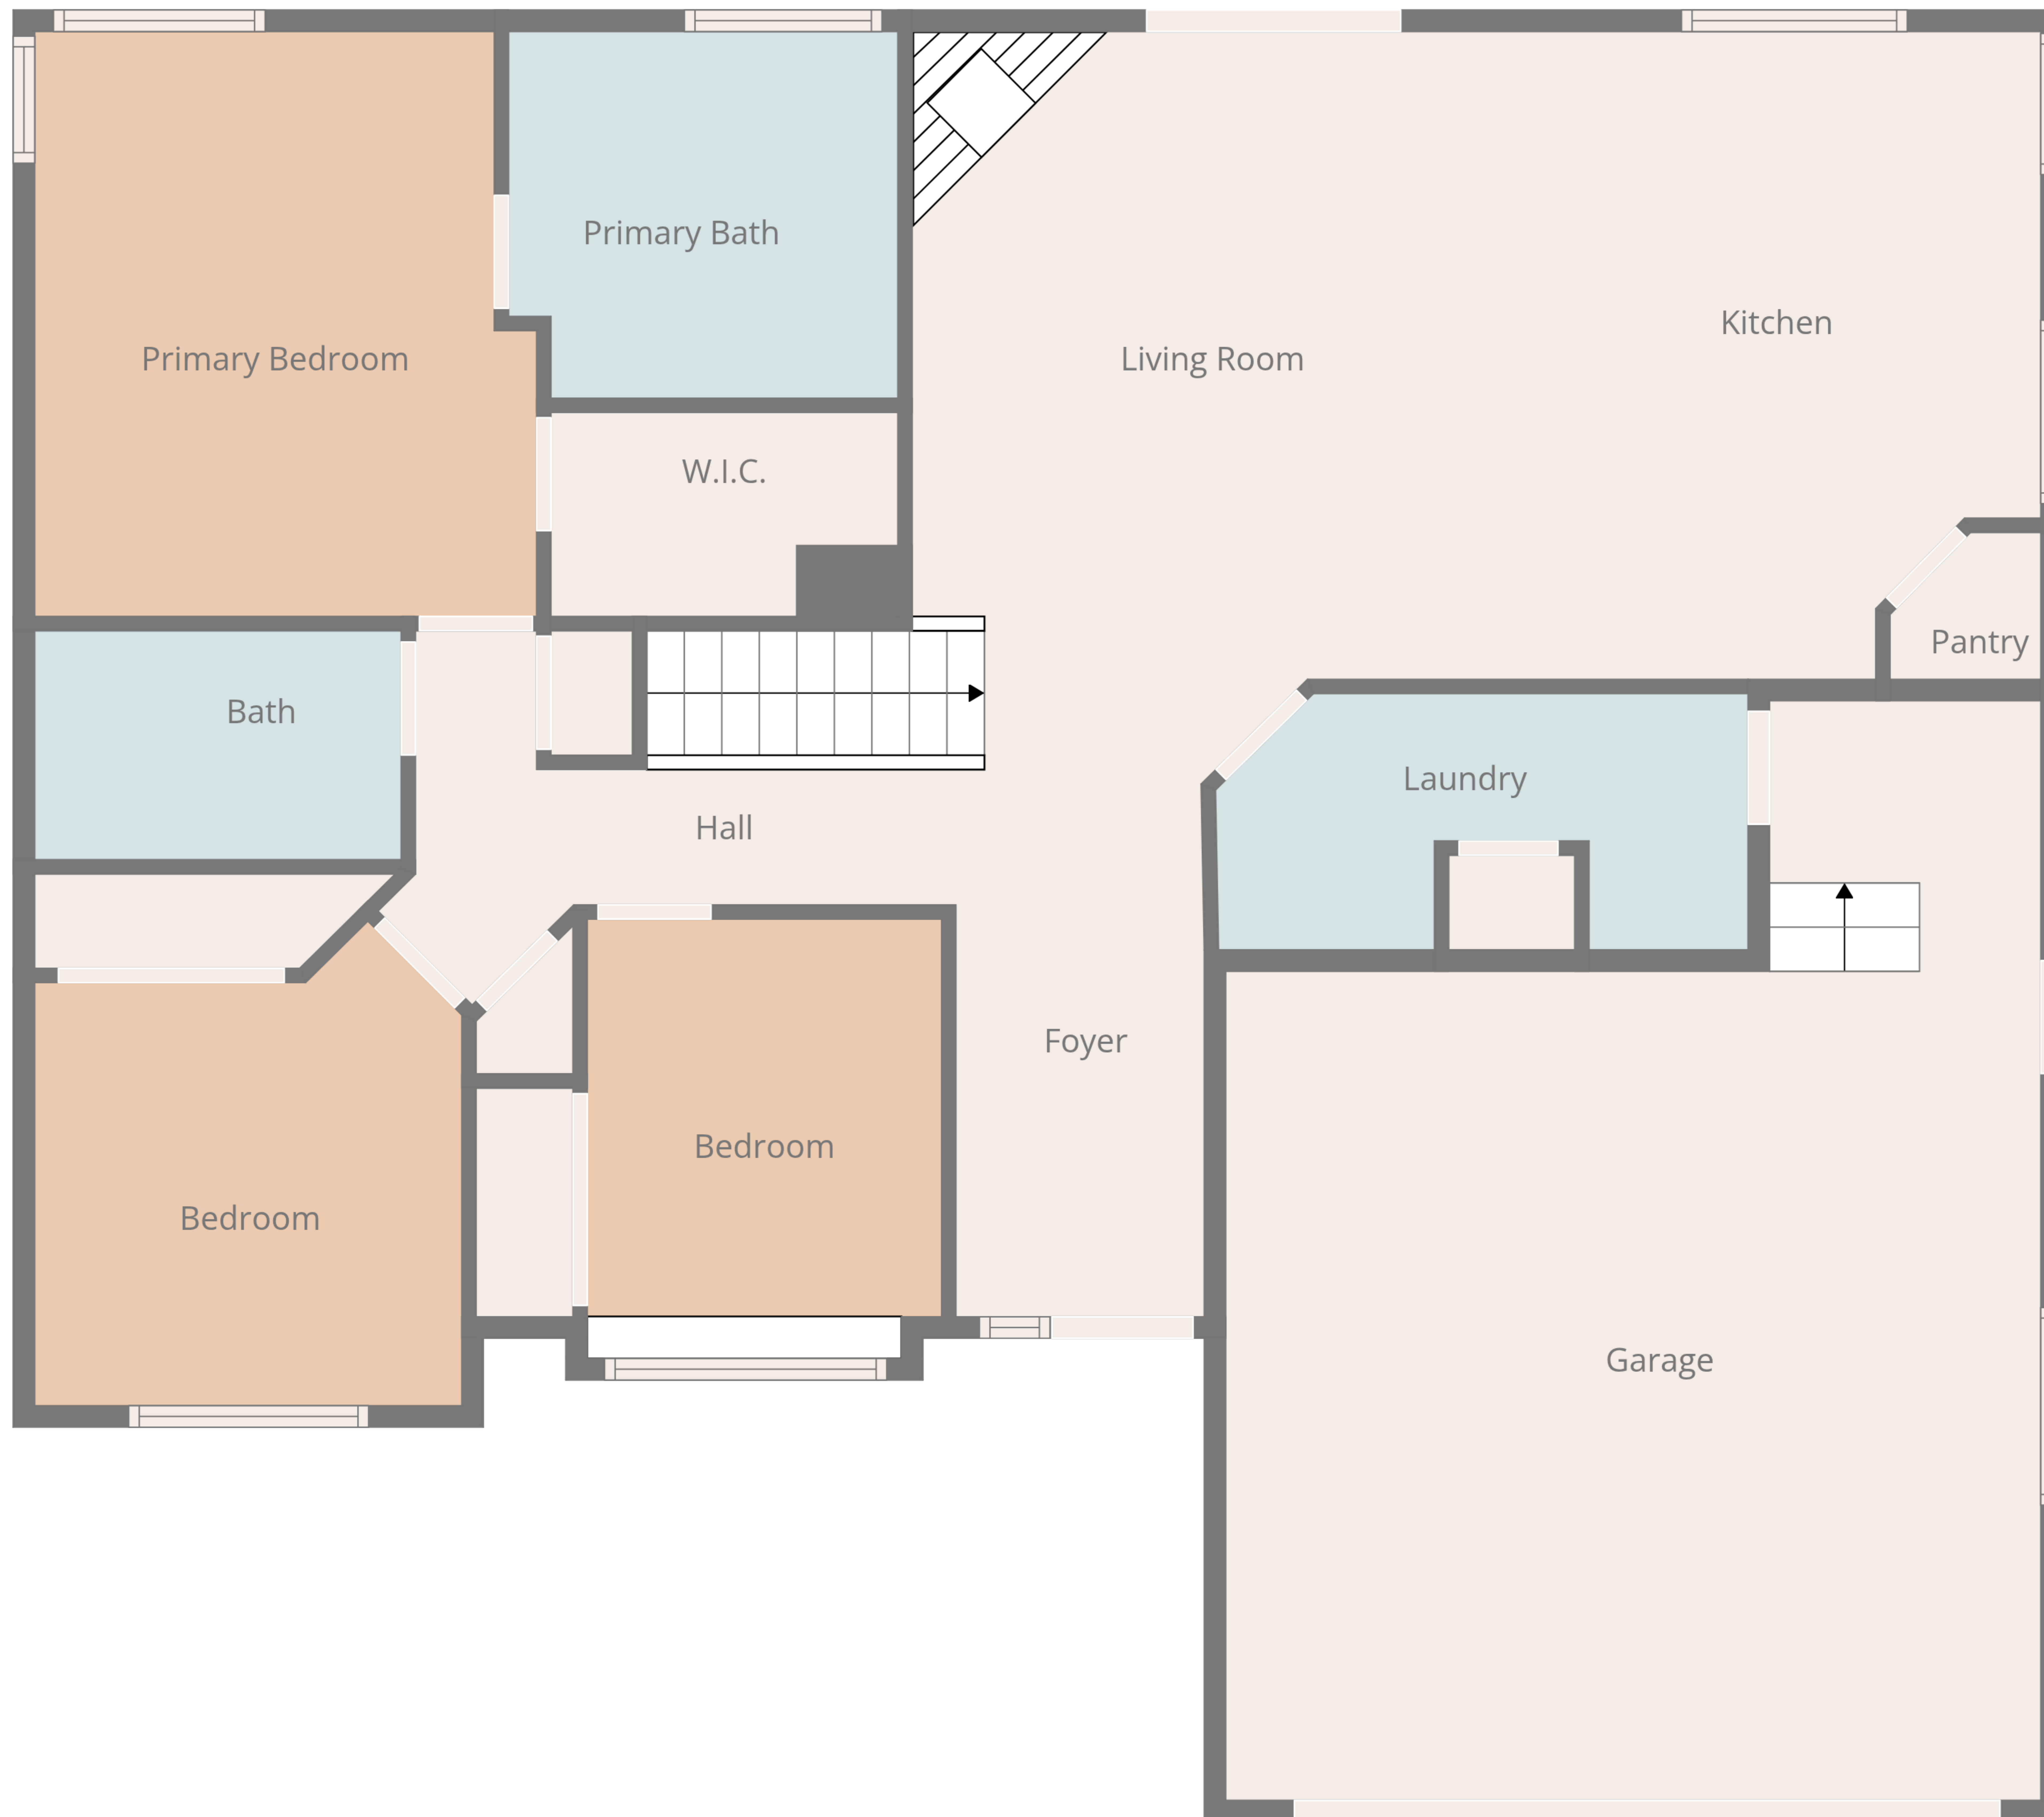 Primary Bath
Kitchen
Primary Bedroom
Living Room
W.I.C.
Pantry
Bath
Laundry
Hall
Foyer
Bedroom
Bedroom
Garage